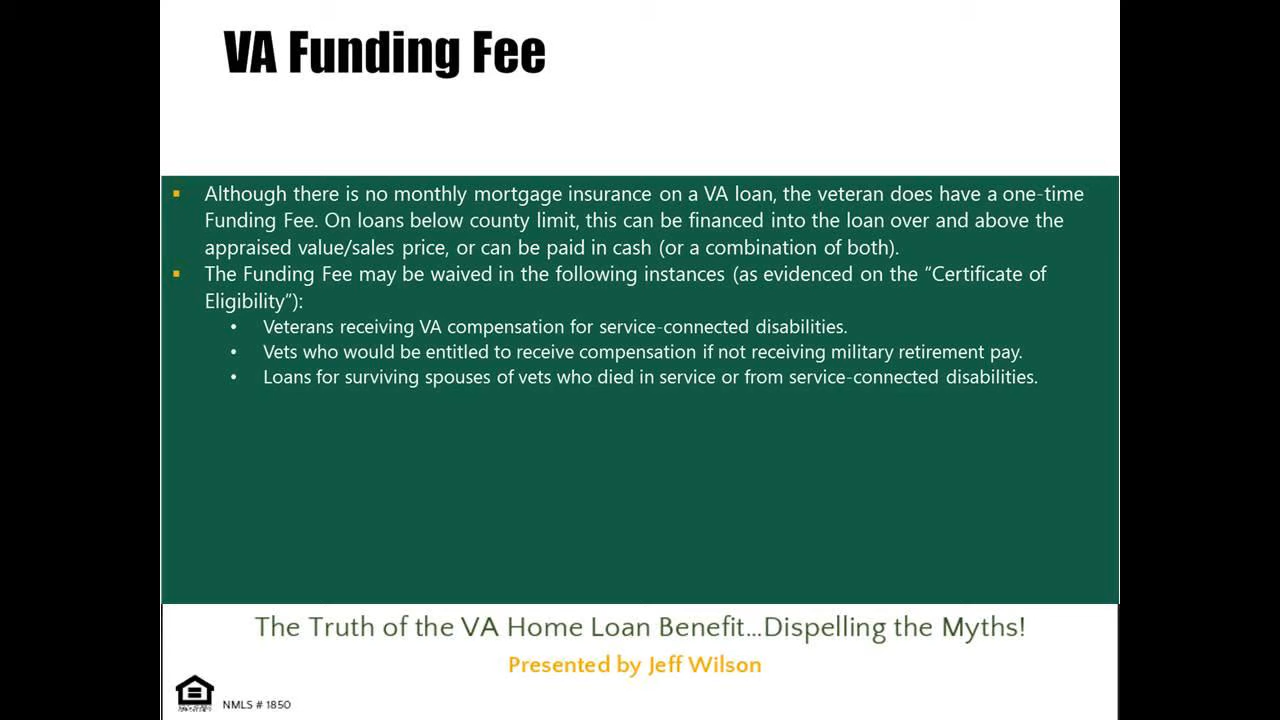 VA Funding Fee
▪ Although there is no monthly mortgage insurance on a VA loan, the veteran does have a one-time
Funding Fee. On loans below county limit, this can be financed into the loan over and above the
appraised value/sales price, or can be paid in cash (or a combination of both).
▪ The Funding Fee may be waived in the following instances (as evidenced on the “Certificate of
Eligibility”):
• Veterans receiving VA compensation for service-connected disabilities.
• Vets who would be entitled to receive compensation if not receiving military retirement pay.
• Loans for surviving spouses of vets who died in service or from service-connected disabilities.
The Truth of the VA Home Loan Benefit...Dispelling the Myths!
Presented by Jeff Wilson
NMLS # 1850